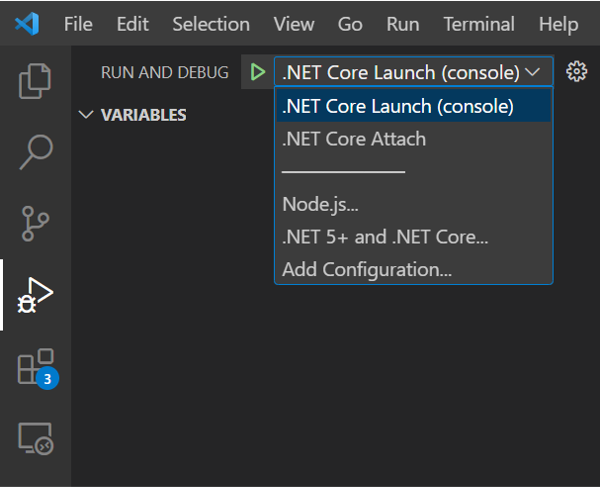 File Edit Selection View Go Run Terminal Help
RUN AND DEBUG .NET Core Launch (console)
VARIABLES
.NET Core Launch (console)
.NET Core Attach
Node.js...
.NET 5+ and .NET Core...
Add Configuration...
3